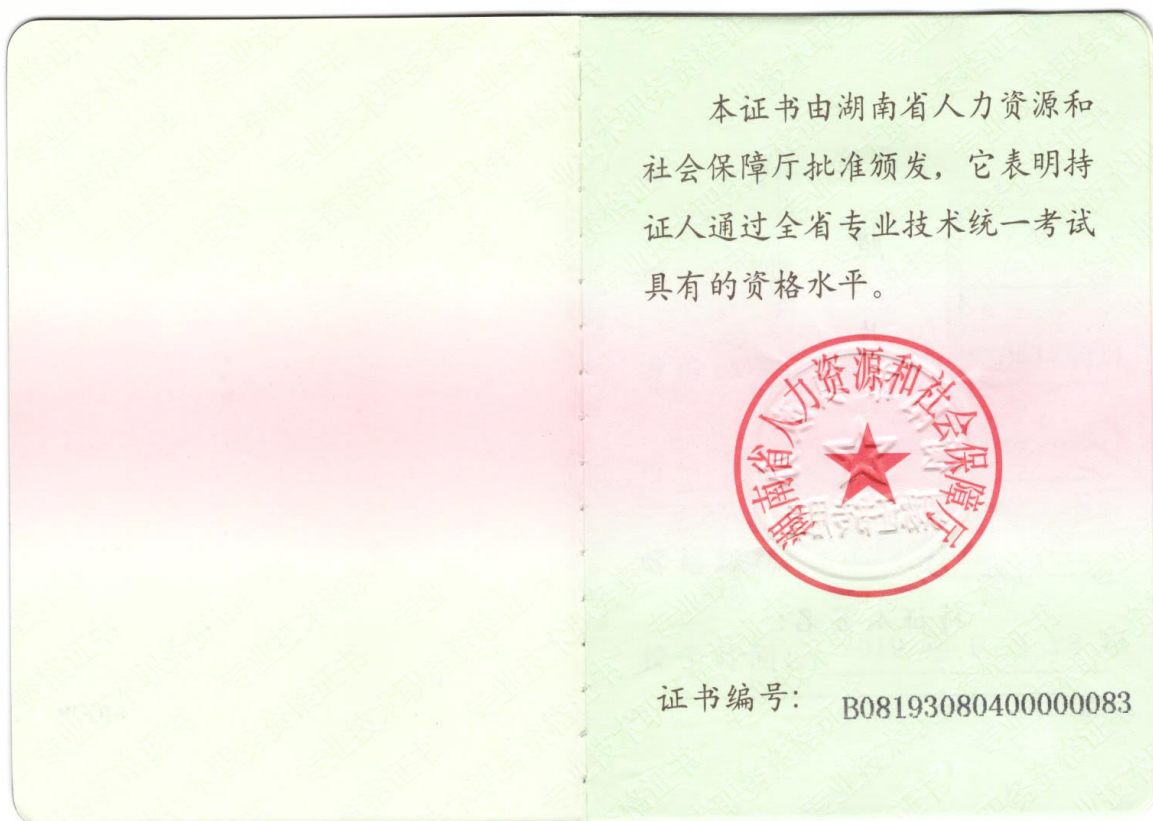 本证书由湖南省人力资源和
社会保障厅批准颁发，它表明持
证人通过全省专业技术统一考试
具有的资格水平。
湖南省人力资源和社会保障厅
证书编号：B08193080400000083